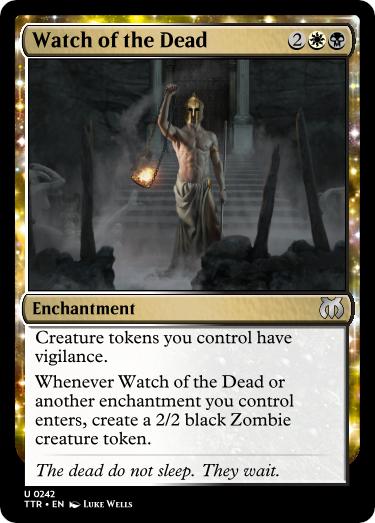 Watch of the Dead 2
Enchantment
Creature tokens you control have
vigilance.
Whenever Watch of the Dead or
another enchantment you control
enters, create a 2/2 black Zombie
creature token.
The dead do not sleep. They wait.
U 0242
TTR • EN Luke Wells